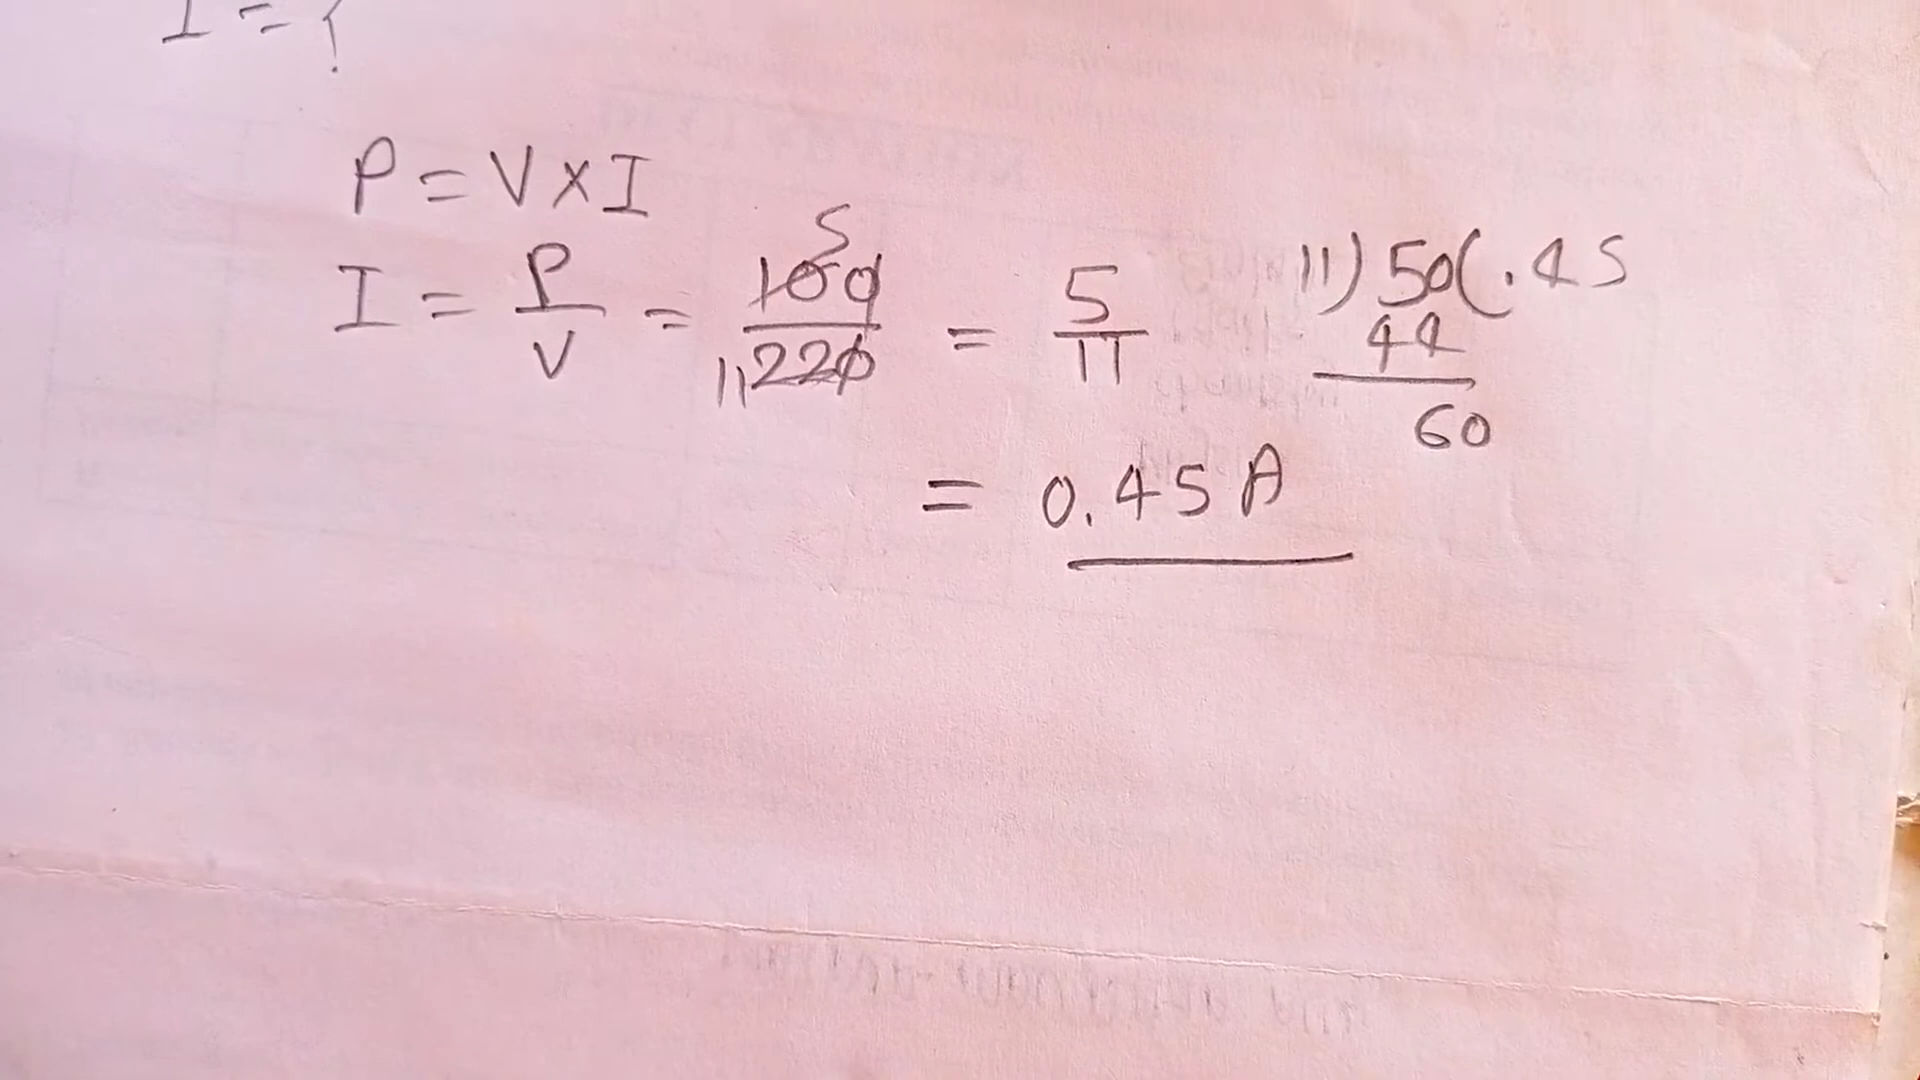 I = ?
P = V × I
I = P/V = 100/220 = 5/11
5
11
11) 50 (.45
44
60
= 0.45 A